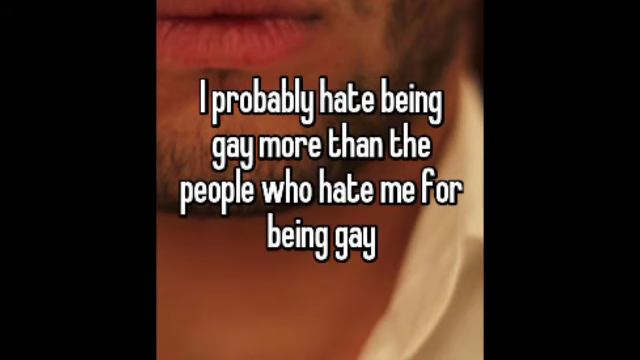 I probably hate being
gay more than the
people who hate me for
being gay